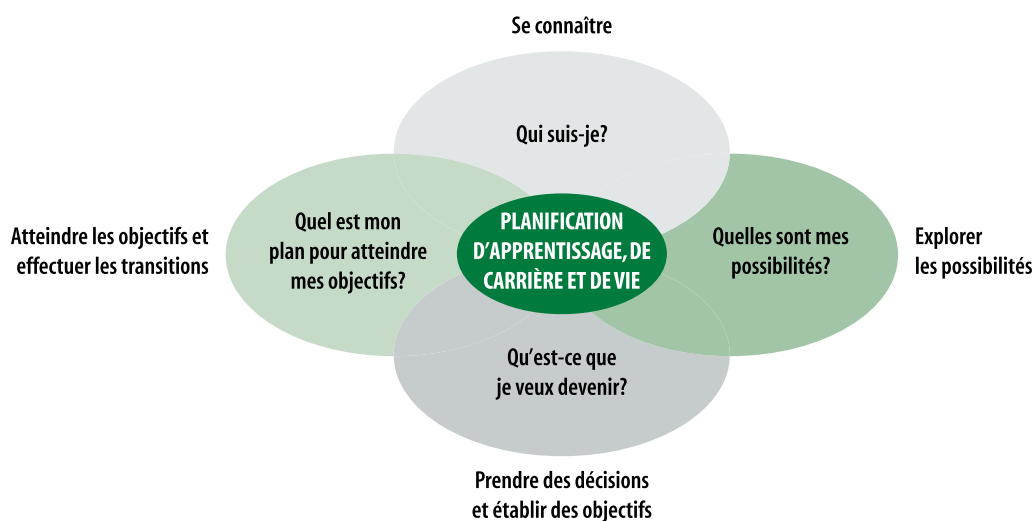 Se connaître
Qui suis-je?
Atteindre les objectifs et
effectuer les transitions
Quel est mon
plan pour atteindre
mes objectifs?
PLANIFICATION
D’APPRENTISSAGE, DE
CARRIÈRE ET DE VIE
Quelles sont mes
possibilités?
Explorer
les possibilités
Qu’est-ce que
je veux devenir?
Prendre des décisions
et établir des objectifs